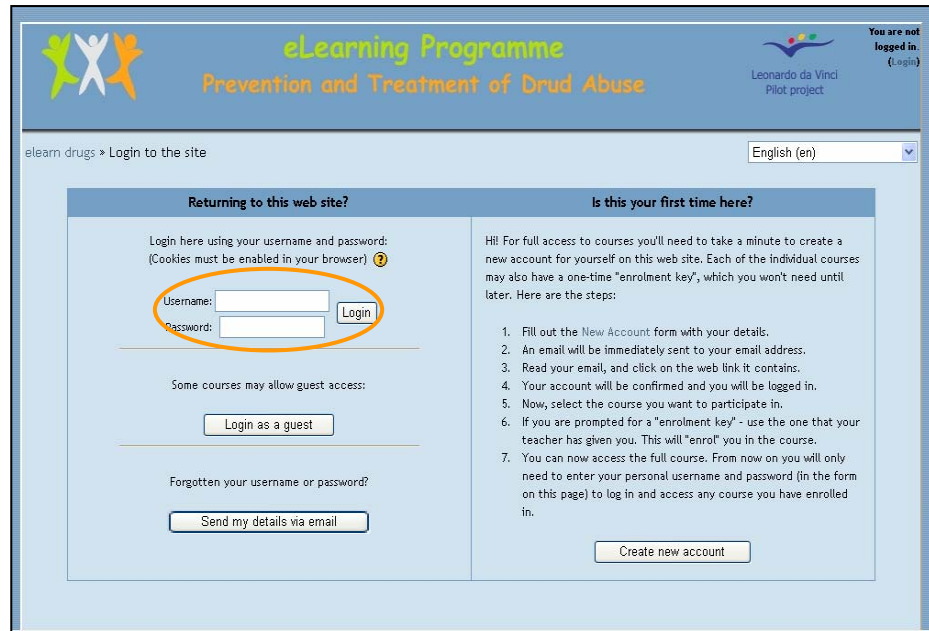 eLearning Programme
Prevention and Treatment of Drud Abuse
Leonardo da Vinci
Pilot project
You are not
logged in.
(Login)
elearn drugs » Login to the site
English (en)
Returning to this web site?
Login here using your username and password:
(Cookies must be enabled in your browser) ?
Username:
Password:
Login
Some courses may allow guest access:
Login as a guest
Forgotten your username or password?
Send my details via email
Is this your first time here?
Hi! For full access to courses you'll need to take a minute to create a
new account for yourself on this web site. Each of the individual courses
may also have a one-time "enrolment key", which you won't need until
later. Here are the steps:
1. Fill out the New Account form with your details.
2. An email will be immediately sent to your email address.
3. Read your email, and click on the web link it contains.
4. Your account will be confirmed and you will be logged in.
5. Now, select the course you want to participate in.
6. If you are prompted for a "enrolment key" - use the one that your
teacher has given you. This will "enrol" you in the course.
7. You can now access the full course. From now on you will only
need to enter your personal username and password (in the form
on this page) to log in and access any course you have enrolled
in.
Create new account